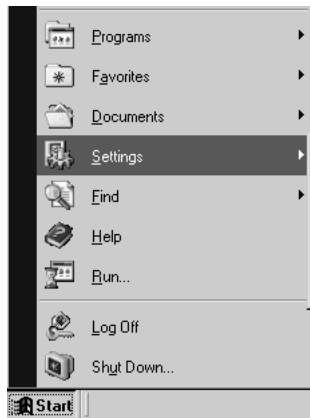 Programs
Favorites
Documents
Settings
Find
Help
Run...
Log Off
Shut Down...
Start